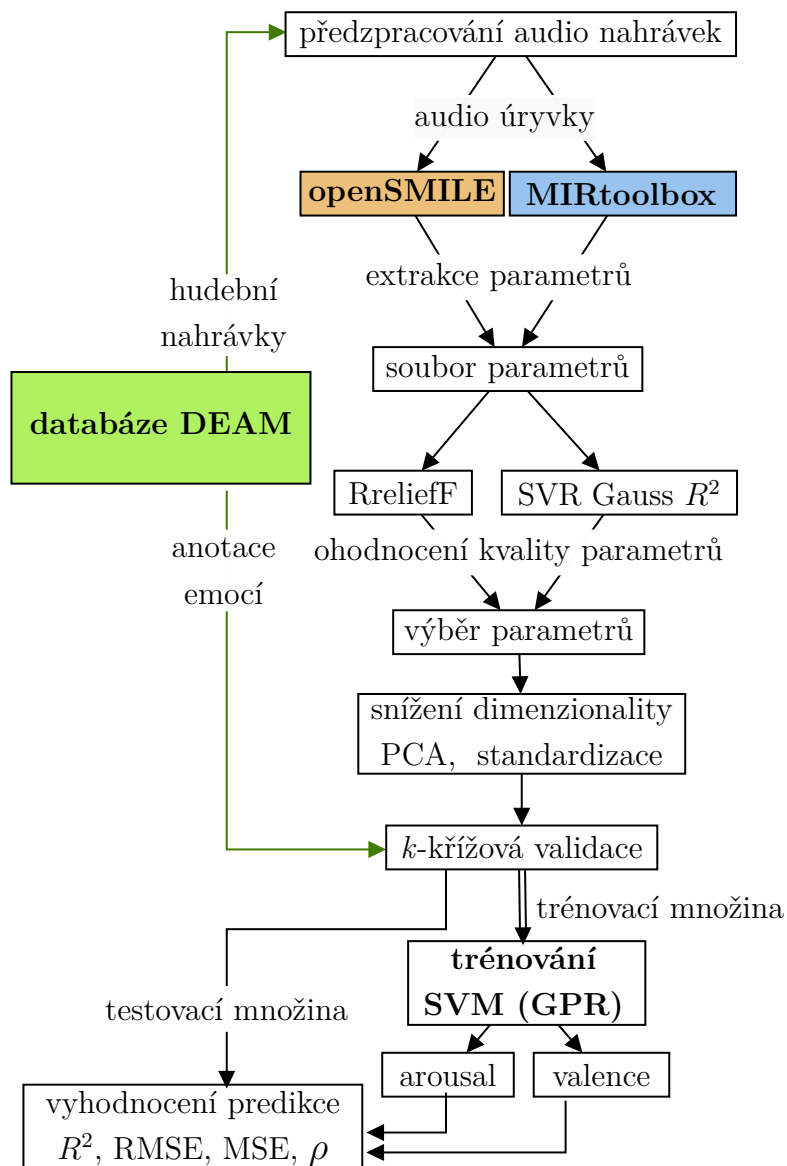 předzpracování audio nahrávek
audio úryvky
openSMILE
MIRtoolbox
extrakce parametrů
hudební
nahrávky
soubor parametrů
databáze DEAM
RreliefF
SVR Gauss R²
anotace
emocí
ohodnocení kvality parametrů
výběr parametrů
snížení dimenzionality
PCA, standardizace
k-křížová validace
trénovací množina
trénování
SVM (GPR)
testovací množina
arousal
valence
vyhodnocení predikce
R², RMSE, MSE, ρ